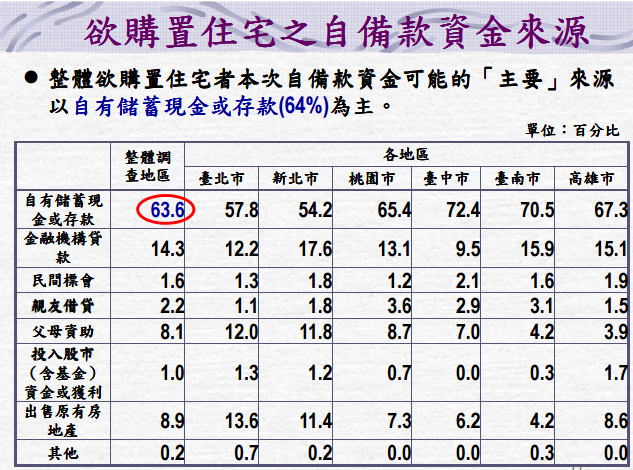 欲購置住宅之自備款資金來源
● 整體欲購置住宅者本次自備款資金可能的「主要」來源
以自有儲蓄現金或存款(64%)為主。
單位：百分比
整體調查地區 各地區
臺北市 新北市 桃園市 臺中市 臺南市 高雄市
自有儲蓄現金或存款 63.6 57.8 54.2 65.4 72.4 70.5 67.3
金融機構貸款 14.3 12.2 17.6 13.1 9.5 15.9 15.1
民間標會 1.6 1.3 1.8 1.2 2.1 1.6 1.9
親友借貸 2.2 1.1 1.8 3.6 2.9 3.1 1.5
父母資助 8.1 12.0 11.8 8.7 7.0 4.2 3.9
投入股市（含基金）資金或獲利 1.0 1.3 1.2 0.7 0.0 0.3 1.7
出售原有房地產 8.9 13.6 11.4 7.3 6.2 4.2 8.6
其他 0.2 0.7 0.2 0.0 0.0 0.3 0.0